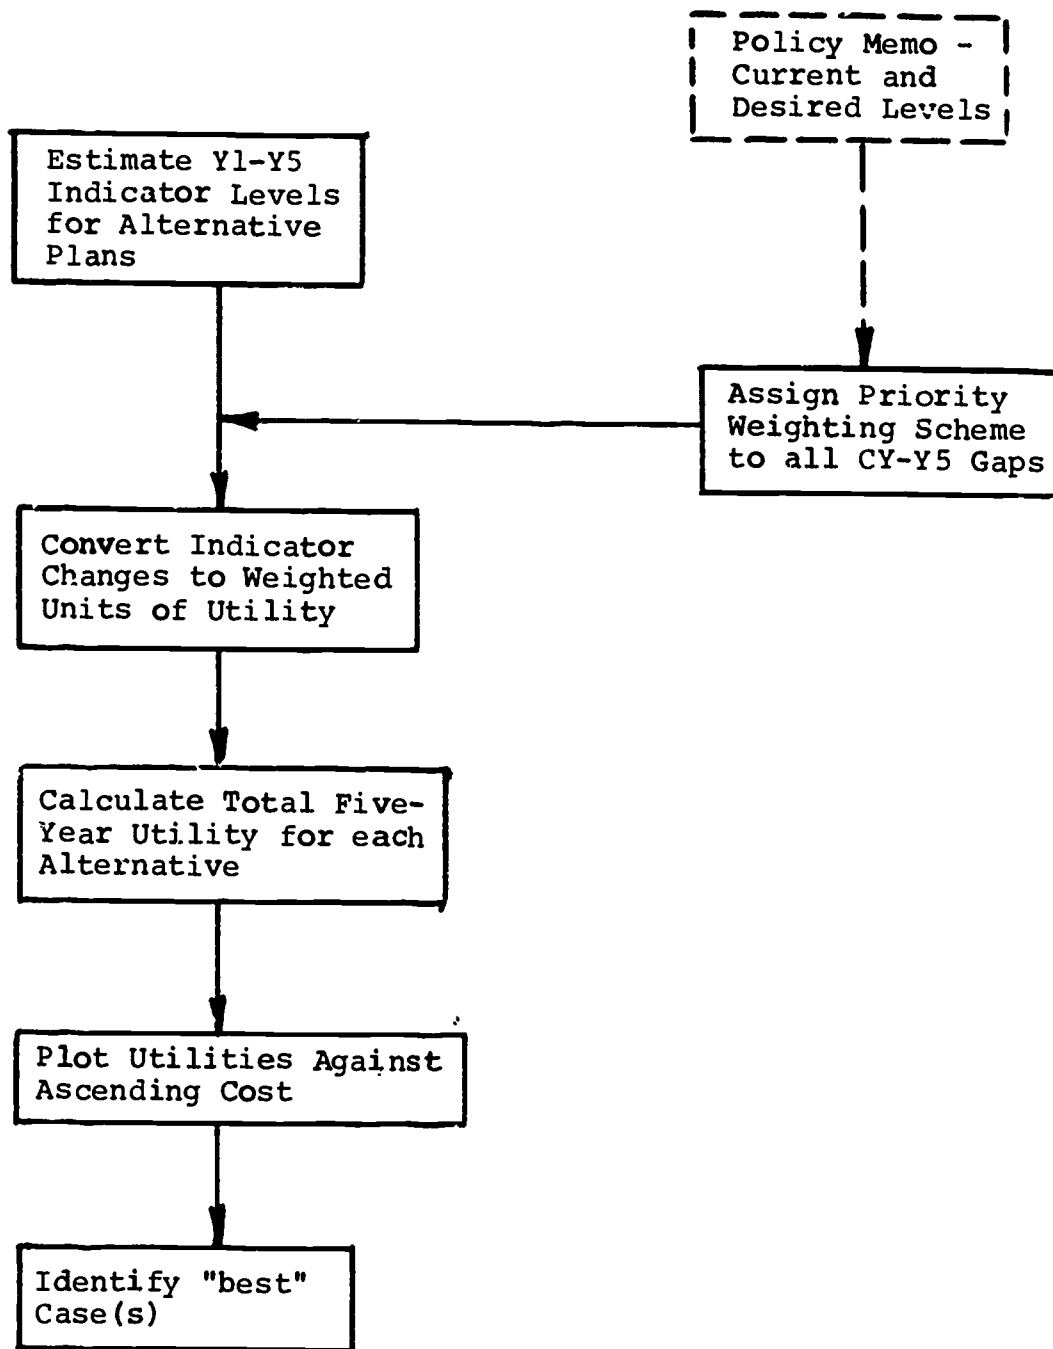 Policy Memo -
Current and
Desired Levels
Estimate Y1-Y5
Indicator Levels
for Alternative
Plans
Assign Priority
Weighting Scheme
to all CY-Y5 Gaps
Convert Indicator
Changes to Weighted
Units of Utility
Calculate Total Five-
Year Utility for each
Alternative
Plot Utilities Against
Ascending Cost
Identify "best"
Case(s)